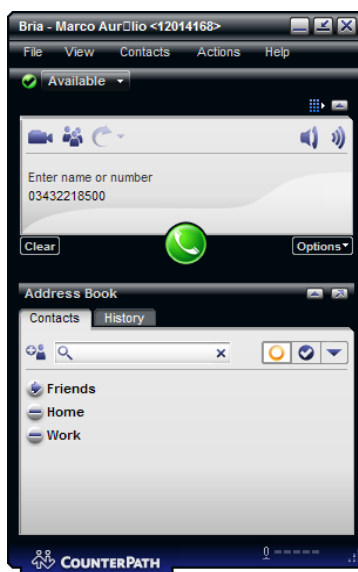 Bria - Marco Aur▯lio <12014168>
File View Contacts Actions Help
Available
Enter name or number
03432218500
Clear
Options
Address Book
Contacts History
Friends
Home
Work
COUNTERPATH